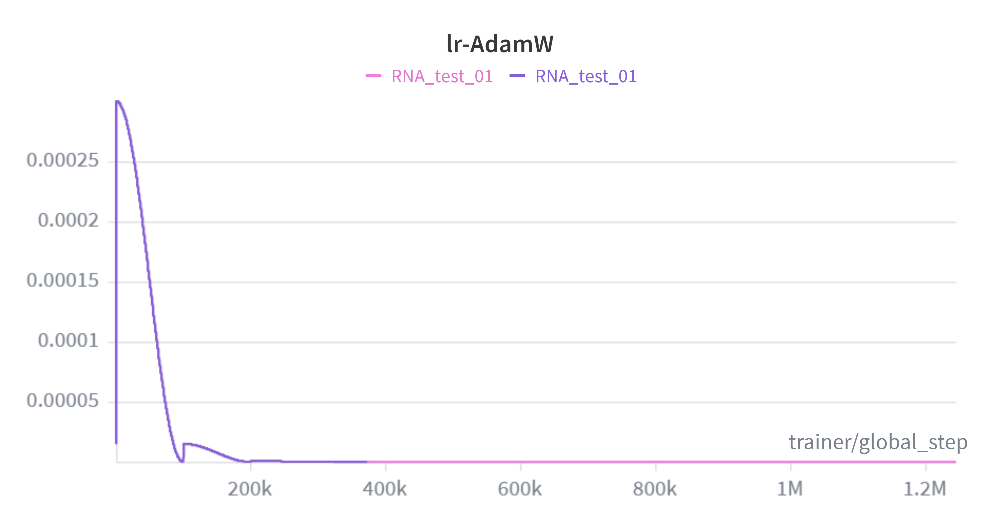 lr-AdamW
RNA_test_01 RNA_test_01
0.00025
0.0002
0.00015
0.0001
0.00005
trainer/global_step
200k 400k 600k 800k 1M 1.2M